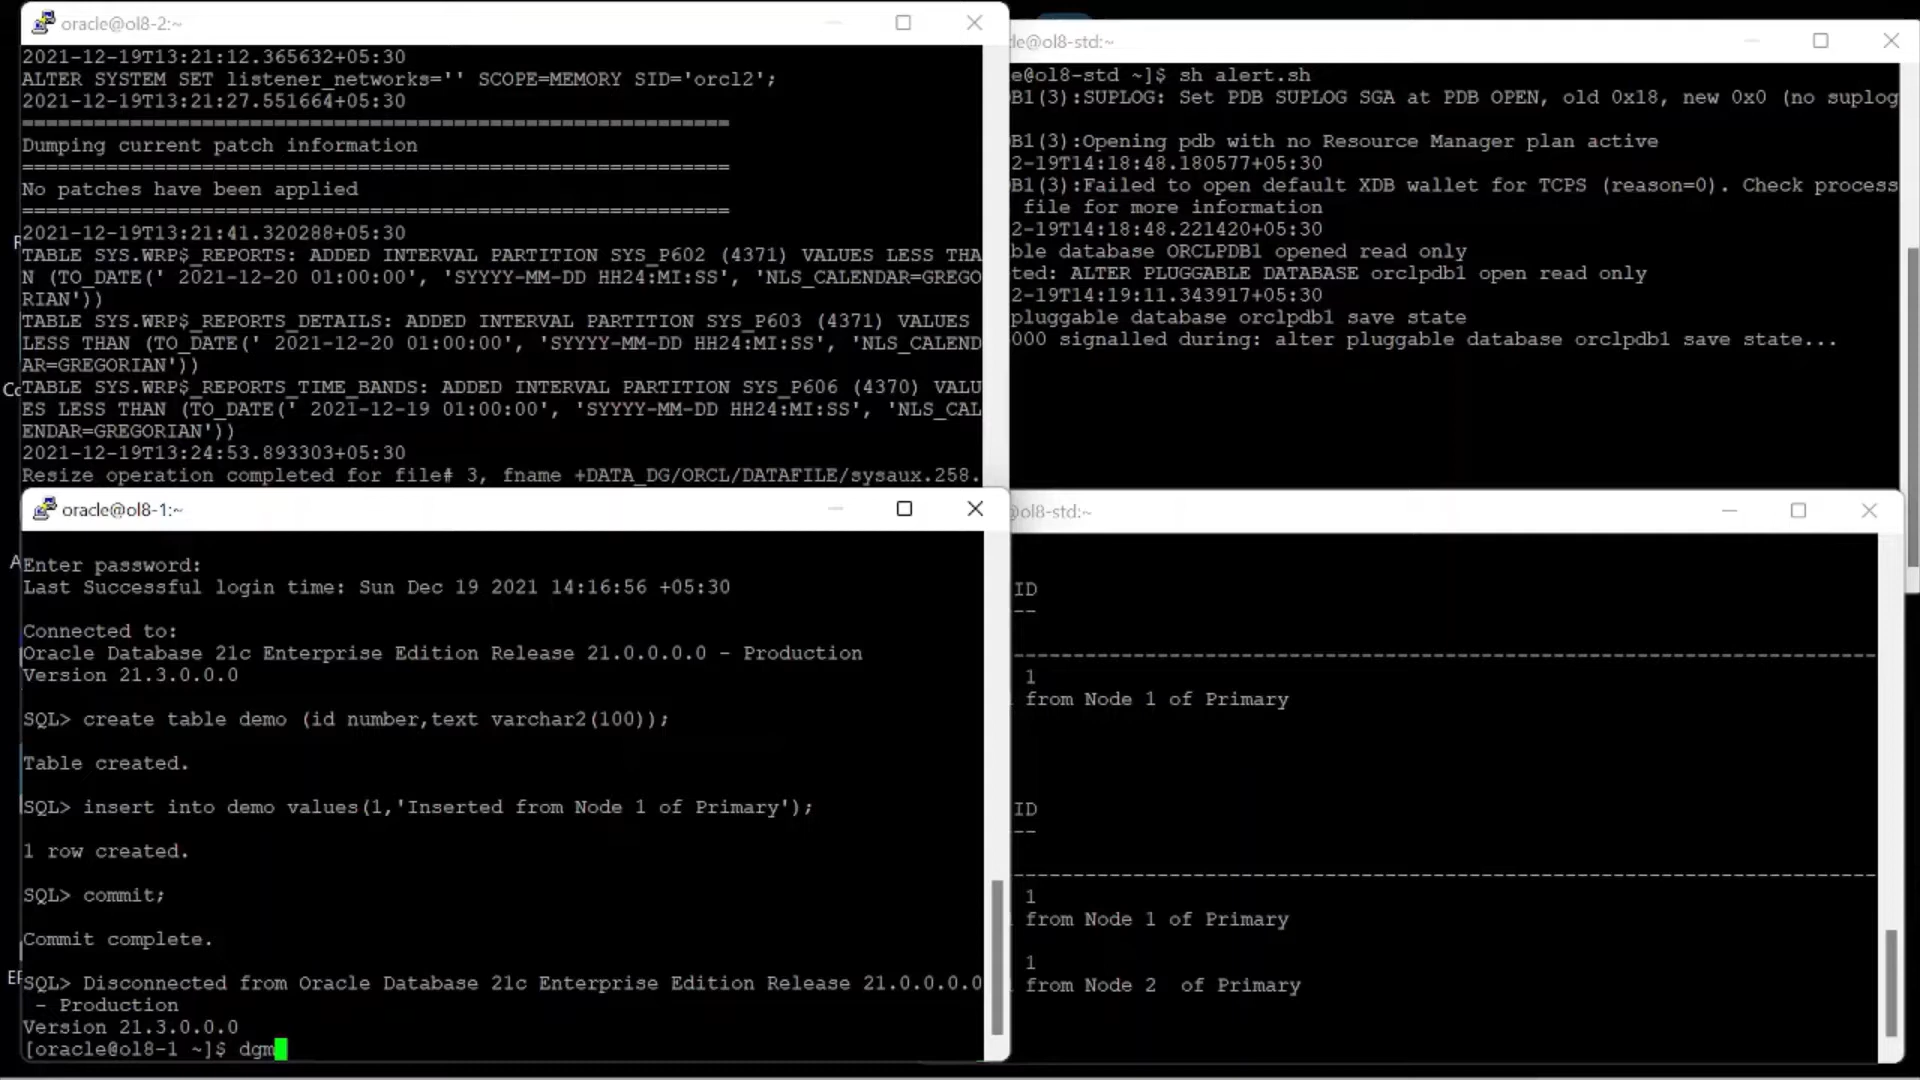 oracle@ol8-2:~
2021-12-19T13:21:12.365632+05:30
ALTER SYSTEM SET listener_networks='' SCOPE=MEMORY SID='orcl2';
2021-12-19T13:21:27.551664+05:30
===========================================================
Dumping current patch information
===========================================================
No patches have been applied
===========================================================
2021-12-19T13:21:41.320288+05:30
TABLE SYS.WRP$_REPORTS: ADDED INTERVAL PARTITION SYS_P602 (4371) VALUES LESS THA
N (TO_DATE(' 2021-12-20 01:00:00', 'SYYYY-MM-DD HH24:MI:SS', 'NLS_CALENDAR=GREGO
RIAN'))
TABLE SYS.WRP$_REPORTS_DETAILS: ADDED INTERVAL PARTITION SYS_P603 (4371) VALUES
LESS THAN (TO_DATE(' 2021-12-20 01:00:00', 'SYYYY-MM-DD HH24:MI:SS', 'NLS_CALEND
AR=GREGORIAN'))
TABLE SYS.WRP$_REPORTS_TIME_BANDS: ADDED INTERVAL PARTITION SYS_P606 (4370) VALU
ES LESS THAN (TO_DATE(' 2021-12-19 01:00:00', 'SYYYY-MM-DD HH24:MI:SS', 'NLS_CAL
ENDAR=GREGORIAN'))
2021-12-19T13:24:53.893303+05:30
Resize operation completed for file# 3, fname +DATA_DG/ORCL/DATAFILE/sysaux.258.
le@ol8-std:~
e@ol8-std ~]$ sh alert.sh
B1(3):SUPLOG: Set PDB SUPLOG SGA at PDB OPEN, old 0x18, new 0x0 (no suplog
B1(3):Opening pdb with no Resource Manager plan active
2-19T14:18:48.180577+05:30
B1(3):Failed to open default XDB wallet for TCPS (reason=0). Check process
file for more information
2-19T14:18:48.221420+05:30
ble database ORCLPDB1 opened read only
ted: ALTER PLUGGABLE DATABASE orclpdb1 open read only
2-19T14:19:11.343917+05:30
pluggable database orclpdb1 save state
000 signalled during: alter pluggable database orclpdb1 save state...
oracle@ol8-1:~
Enter password:
Last Successful login time: Sun Dec 19 2021 14:16:56 +05:30
Connected to:
Oracle Database 21c Enterprise Edition Release 21.0.0.0.0 - Production
Version 21.3.0.0.0
SQL> create table demo (id number,text varchar2(100));
Table created.
SQL> insert into demo values(1,'Inserted from Node 1 of Primary');
1 row created.
SQL> commit;
Commit complete.
SQL> Disconnected from Oracle Database 21c Enterprise Edition Release 21.0.0.0.0
- Production
Version 21.3.0.0.0
[oracle@ol8-1 ~]$ dgm
@ol8-std:~
ID
--
------------------------------------------------------------------------
1
from Node 1 of Primary
ID
--
------------------------------------------------------------------------
1
from Node 1 of Primary
1
from Node 2  of Primary